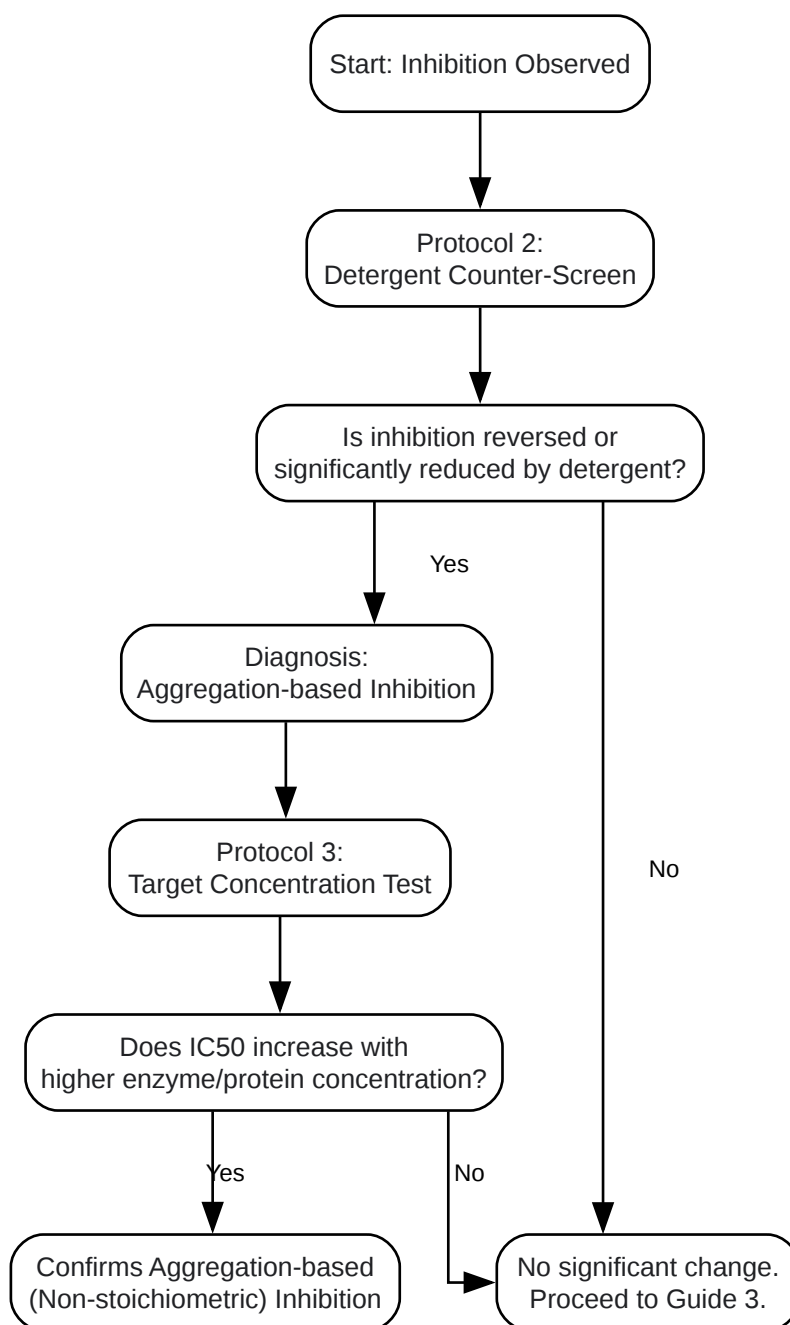 Start: Inhibition Observed
Protocol 2:
Detergent Counter-Screen
Is inhibition reversed or
significantly reduced by detergent?
Yes
Diagnosis:
Aggregation-based Inhibition
Protocol 3:
Target Concentration Test
No
Does IC50 increase with
higher enzyme/protein concentration?
Yes
No
Confirms Aggregation-based
(Non-stoichiometric) Inhibition
No significant change.
Proceed to Guide 3.